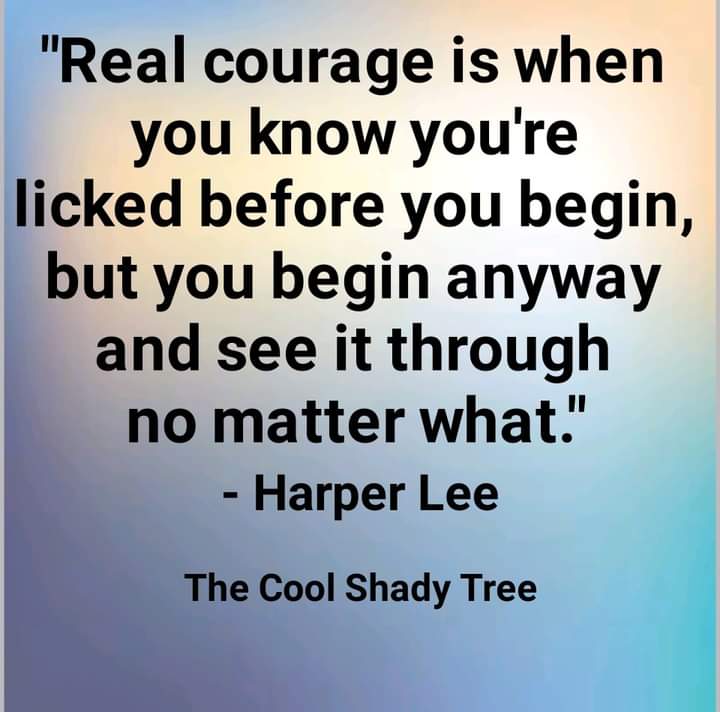 "Real courage is when
you know you're
licked before you begin,
but you begin anyway
and see it through
no matter what."
- Harper Lee
The Cool Shady Tree